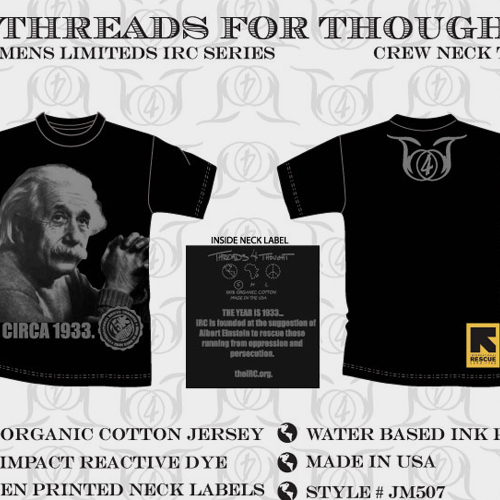 THREADS FOR THOUGH
MENS LIMITEDS IRC SERIES
CREW NECK T
4
INSIDE NECK LABEL
THREADS 4 THOUGHT
S M L
100% ORGANIC COTTON
MADE IN THE USA
THE YEAR IS 1933...
IRC is founded at the suggestion of
Albert Einstein to rescue those
running from oppression and
persecution.
theIRC.org.
CIRCA 1933.
RESCUE
ORGANIC COTTON JERSEY
IMPACT REACTIVE DYE
EN PRINTED NECK LABELS
WATER BASED INK P
MADE IN USA
STYLE # JM507